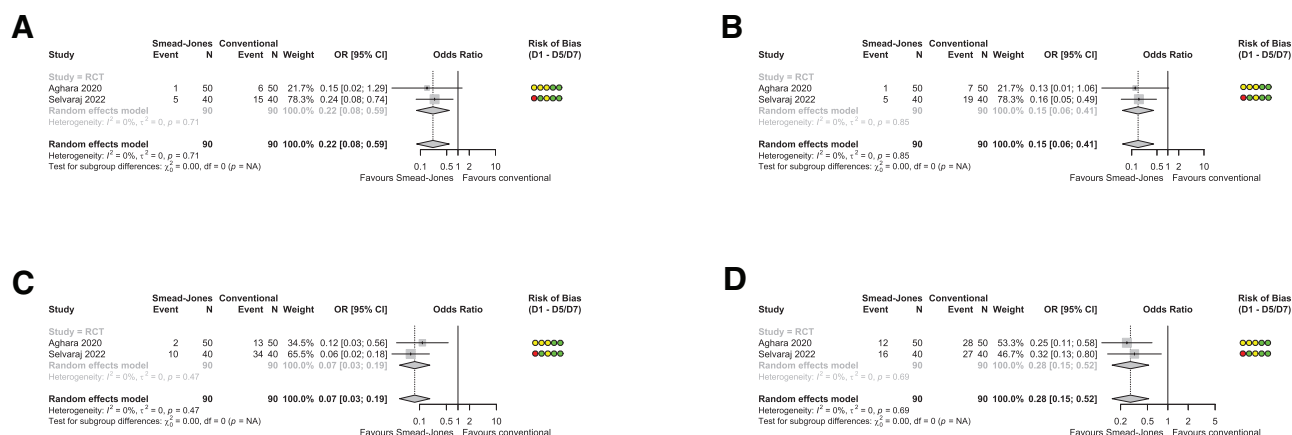 A
Smead-Jones Conventional Risk of Bias
Study Event N Event N Weight OR [95% CI] Odds Ratio (D1 - D5/D7)
Study = RCT
Aghara 2020 1 50 6 50 21.7% 0.15 [0.02; 1.29]
Selvaraj 2022 5 40 15 40 78.3% 0.24 [0.08; 0.74]
Random effects model 90 90 100.0% 0.22 [0.08; 0.59]
Heterogeneity: I² = 0%, τ² = 0, p = 0.71
Random effects model 90 90 100.0% 0.22 [0.08; 0.59]
Heterogeneity: I² = 0%, τ² = 0, p = 0.71
Test for subgroup differences: χ²₀ = 0.00, df = 0 (p = NA)
0.1 0.5 1 2 10
Favours Smead-Jones Favours conventional
B
Smead-Jones Conventional Risk of Bias
Study Event N Event N Weight OR [95% CI] Odds Ratio (D1 - D5/D7)
Study = RCT
Aghara 2020 1 50 7 50 21.7% 0.13 [0.01; 1.06]
Selvaraj 2022 5 40 19 40 78.3% 0.16 [0.05; 0.49]
Random effects model 90 90 100.0% 0.15 [0.06; 0.41]
Heterogeneity: I² = 0%, τ² = 0, p = 0.85
Random effects model 90 90 100.0% 0.15 [0.06; 0.41]
Heterogeneity: I² = 0%, τ² = 0, p = 0.85
Test for subgroup differences: χ²₀ = 0.00, df = 0 (p = NA)
0.1 0.5 1 2 10
Favours Smead-Jones Favours conventional
C
Smead-Jones Conventional Risk of Bias
Study Event N Event N Weight OR [95% CI] Odds Ratio (D1 - D5/D7)
Study = RCT
Aghara 2020 2 50 13 50 34.5% 0.12 [0.03; 0.56]
Selvaraj 2022 10 40 34 40 65.5% 0.06 [0.02; 0.18]
Random effects model 90 90 100.0% 0.07 [0.03; 0.19]
Heterogeneity: I² = 0%, τ² = 0, p = 0.47
Random effects model 90 90 100.0% 0.07 [0.03; 0.19]
Heterogeneity: I² = 0%, τ² = 0, p = 0.47
Test for subgroup differences: χ²₀ = 0.00, df = 0 (p = NA)
0.1 0.5 1 2 10
Favours Smead-Jones Favours conventional
D
Smead-Jones Conventional Risk of Bias
Study Event N Event N Weight OR [95% CI] Odds Ratio (D1 - D5/D7)
Study = RCT
Aghara 2020 12 50 28 50 53.3% 0.25 [0.11; 0.58]
Selvaraj 2022 16 40 27 40 46.7% 0.32 [0.13; 0.80]
Random effects model 90 90 100.0% 0.28 [0.15; 0.52]
Heterogeneity: I² = 0%, τ² = 0, p = 0.69
Random effects model 90 90 100.0% 0.28 [0.15; 0.52]
Heterogeneity: I² = 0%, τ² = 0, p = 0.69
Test for subgroup differences: χ²₀ = 0.00, df = 0 (p = NA)
0.2 0.5 1 2 5
Favours Smead-Jones Favours conventional